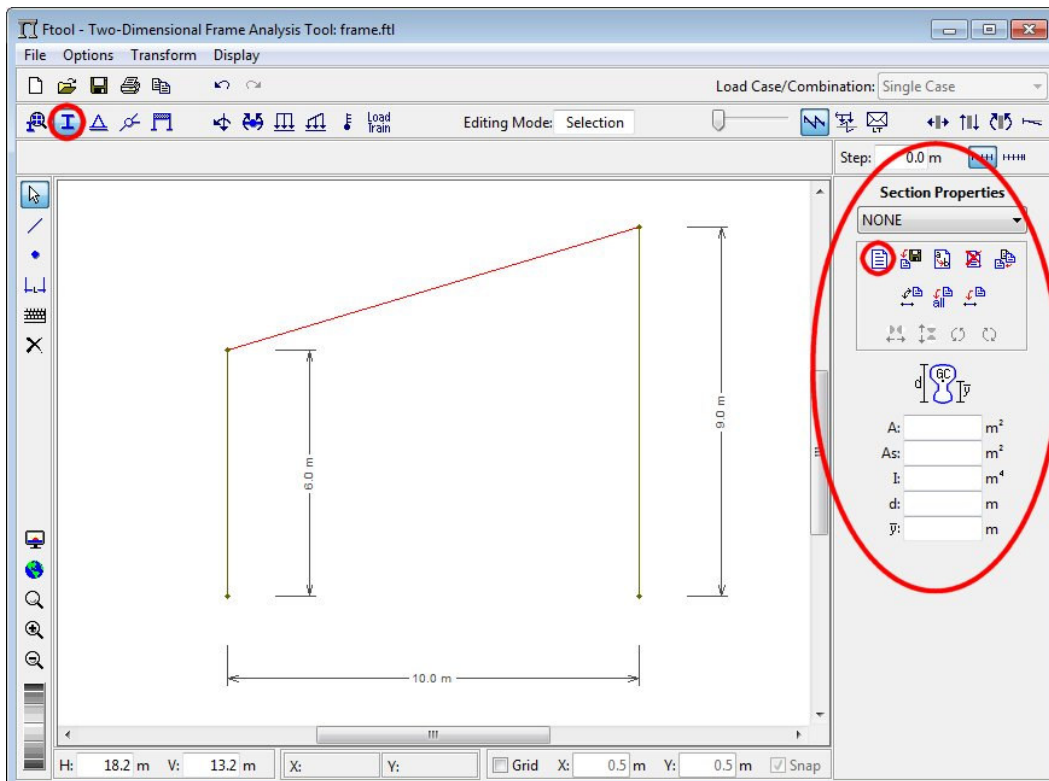 Ftool - Two-Dimensional Frame Analysis Tool: frame.ftl
File Options Transform Display
Load Case/Combination: Single Case
Load Train
Editing Mode: Selection
Step: 0.0 m
Section Properties
NONE
all
6.0 m
9.0 m
10.0 m
d GC y̅
A: m²
As: m²
I: m⁴
d: m
y̅: m
H: 18.2 m V: 13.2 m X: Y: Grid X: 0.5 m Y: 0.5 m Snap